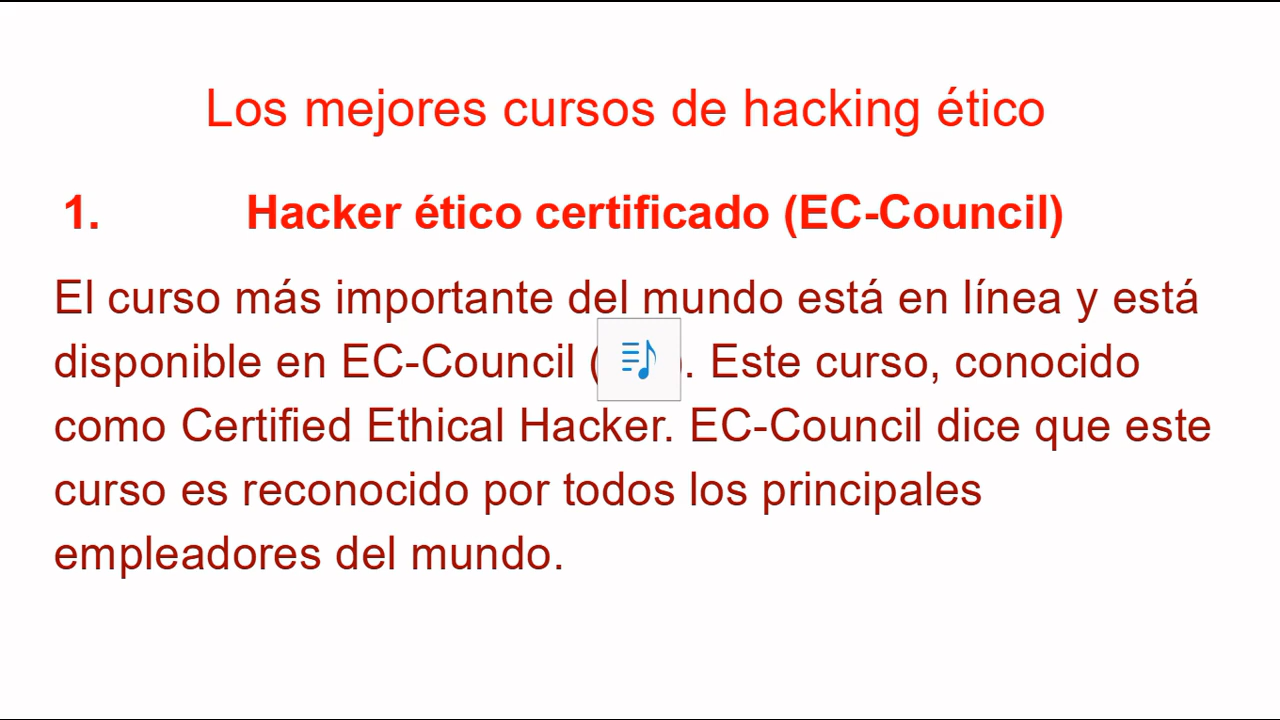 Los mejores cursos de hacking ético
1. Hacker ético certificado (EC-Council)
El curso más importante del mundo está en línea y está
disponible en EC-Council ( ). Este curso, conocido
como Certified Ethical Hacker. EC-Council dice que este
curso es reconocido por todos los principales
empleadores del mundo.